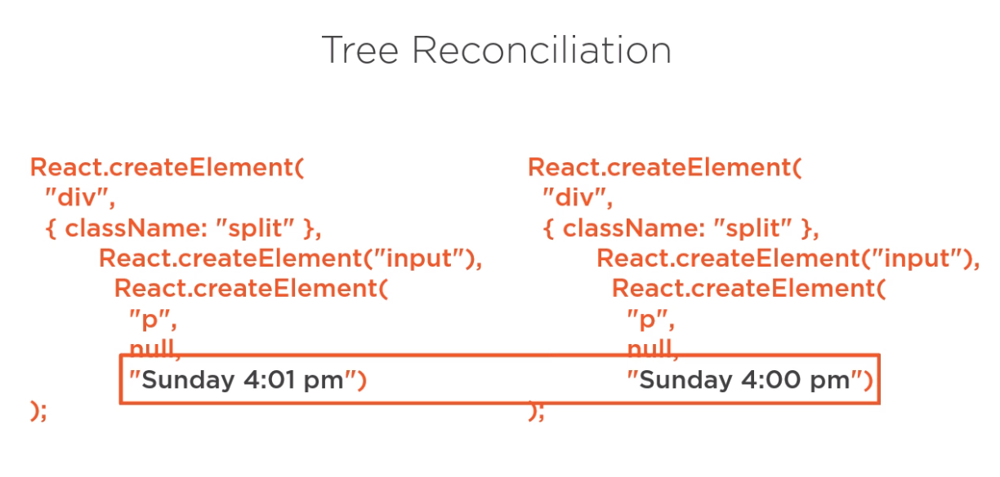 Tree Reconciliation
React.createElement(
"div",
{ className: "split" },
React.createElement("input"),
React.createElement(
"p",
null,
"Sunday 4:01 pm")
);
React.createElement(
"div",
{ className: "split" },
React.createElement("input"),
React.createElement(
"p",
null,
"Sunday 4:00 pm")
);